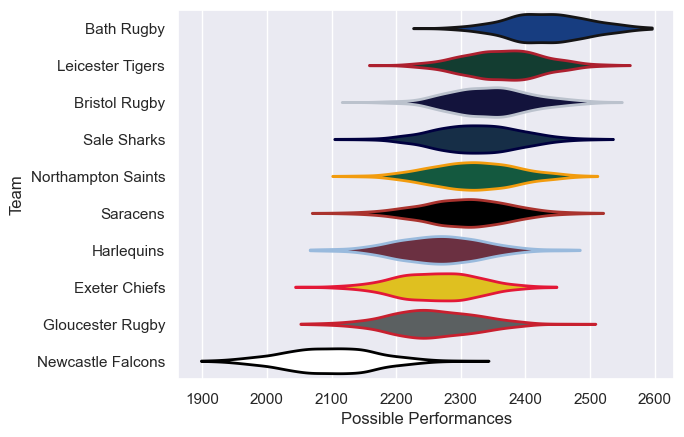 Bath Rugby
Leicester Tigers
Bristol Rugby
Sale Sharks
Northampton Saints
Saracens
Harlequins
Exeter Chiefs
Gloucester Rugby
Newcastle Falcons
Team
1900 2000 2100 2200 2300 2400 2500 2600
Possible Performances